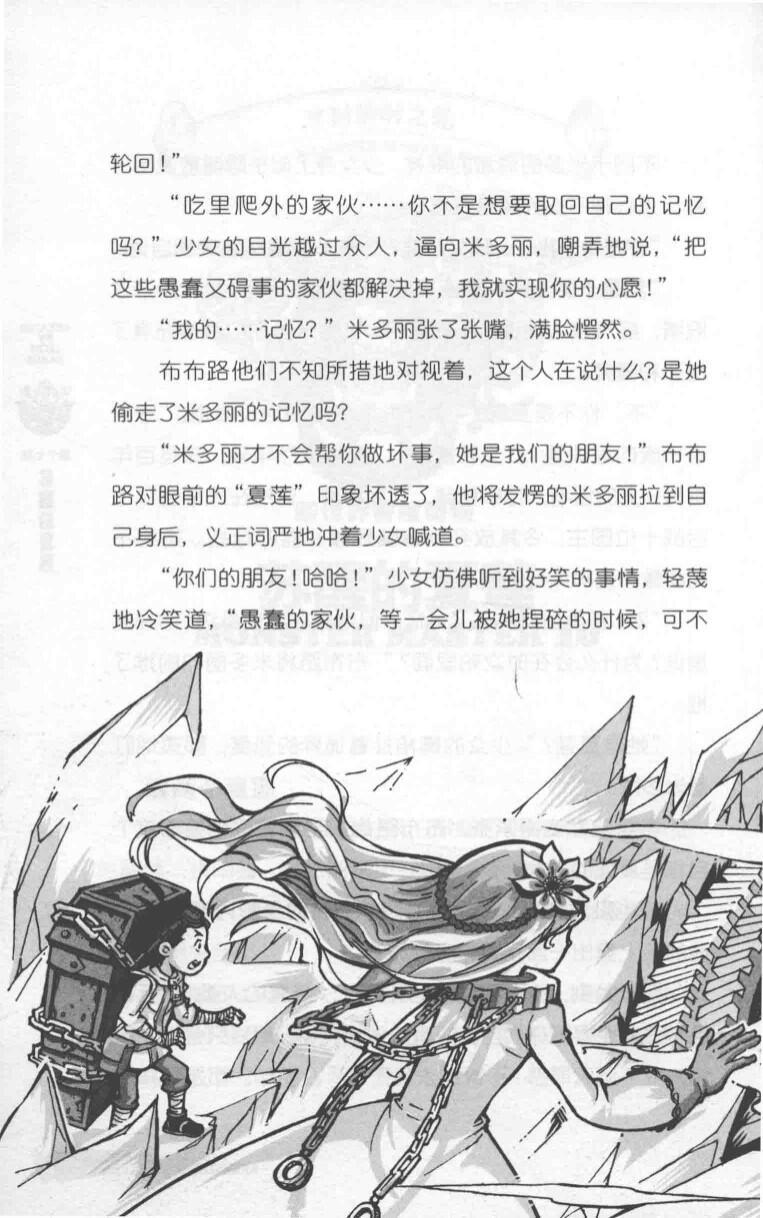 轮回！”
“吃里爬外的家伙……你不是想要取回自己的记忆
吗？”少女的目光越过众人，逼向米多丽，嘲弄地说，“把
这些愚蠢又碍事的家伙都解决掉，我就实现你的心愿！”
“我的……记忆？”米多丽张了张嘴，满脸愕然。
布布路他们不知所措地对视着，这个人在说什么？是她
偷走了米多丽的记忆吗？
“米多丽才不会帮你做坏事，她是我们的朋友！”布布
路对眼前的“夏莲”印象坏透了，他将发愣的米多丽拉到自
己身后，义正词严地冲着少女喊道。
“你们的朋友！哈哈！”少女仿佛听到好笑的事情，轻蔑
地冷笑道，“愚蠢的家伙，等一会儿被她捏碎的时候，可不